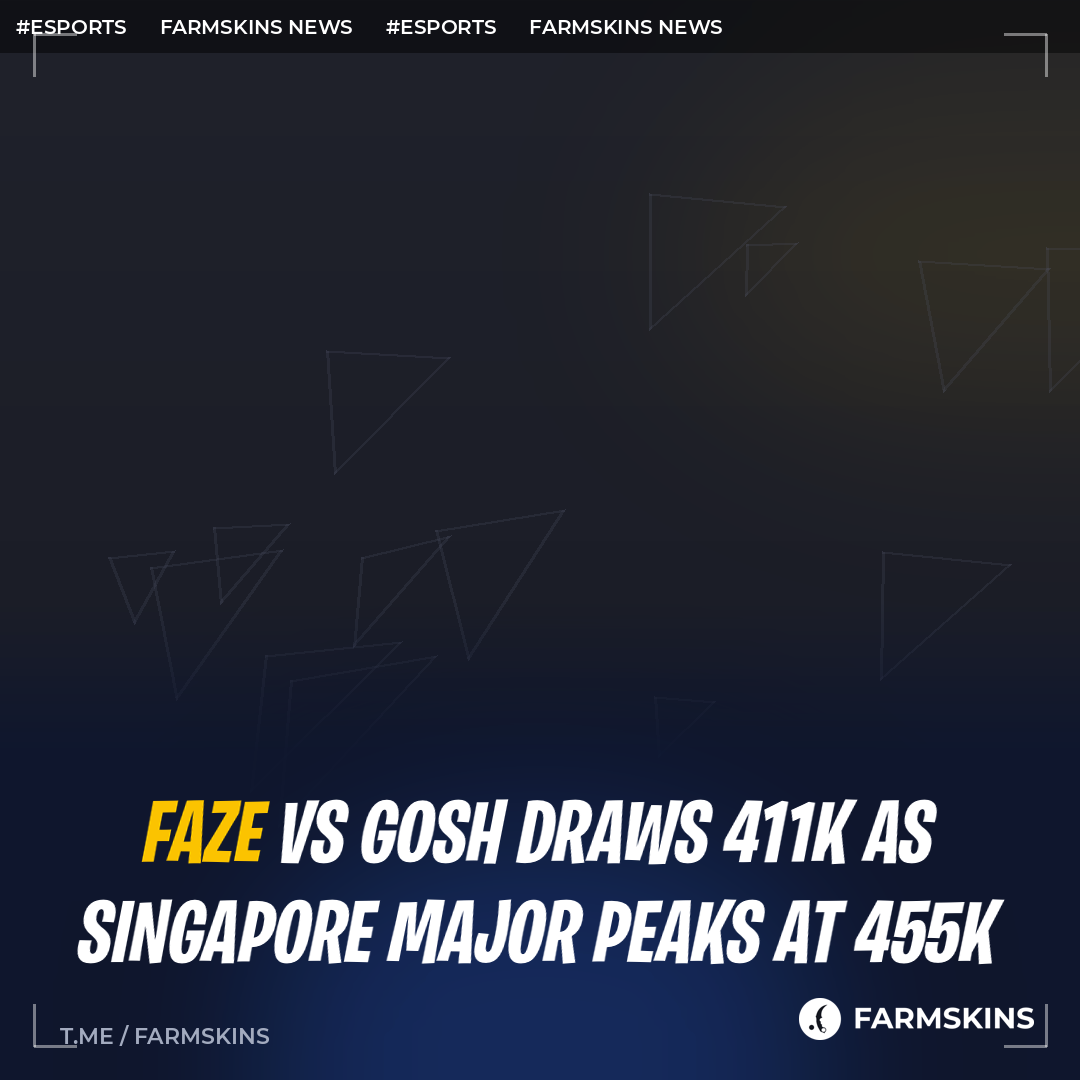 #ESPORTS FARMSKINS NEWS #ESPORTS FARMSKINS NEWS
FAZE VS GOSH DRAWS 411K AS
SINGAPORE MAJOR PEAKS AT 455K
T.ME / FARMSKINS
FARMSKINS